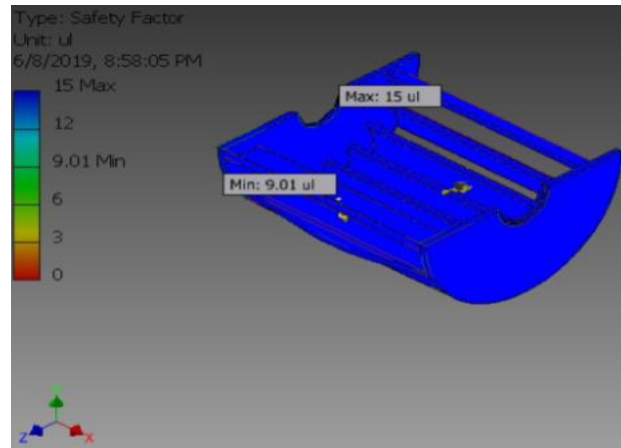 Type: Safety Factor
Unit: ul
6/8/2019, 8:58:05 PM
15 Max
12
9.01 Min
6
3
0
Max: 15 ul
Min: 9.01 ul
Z
X